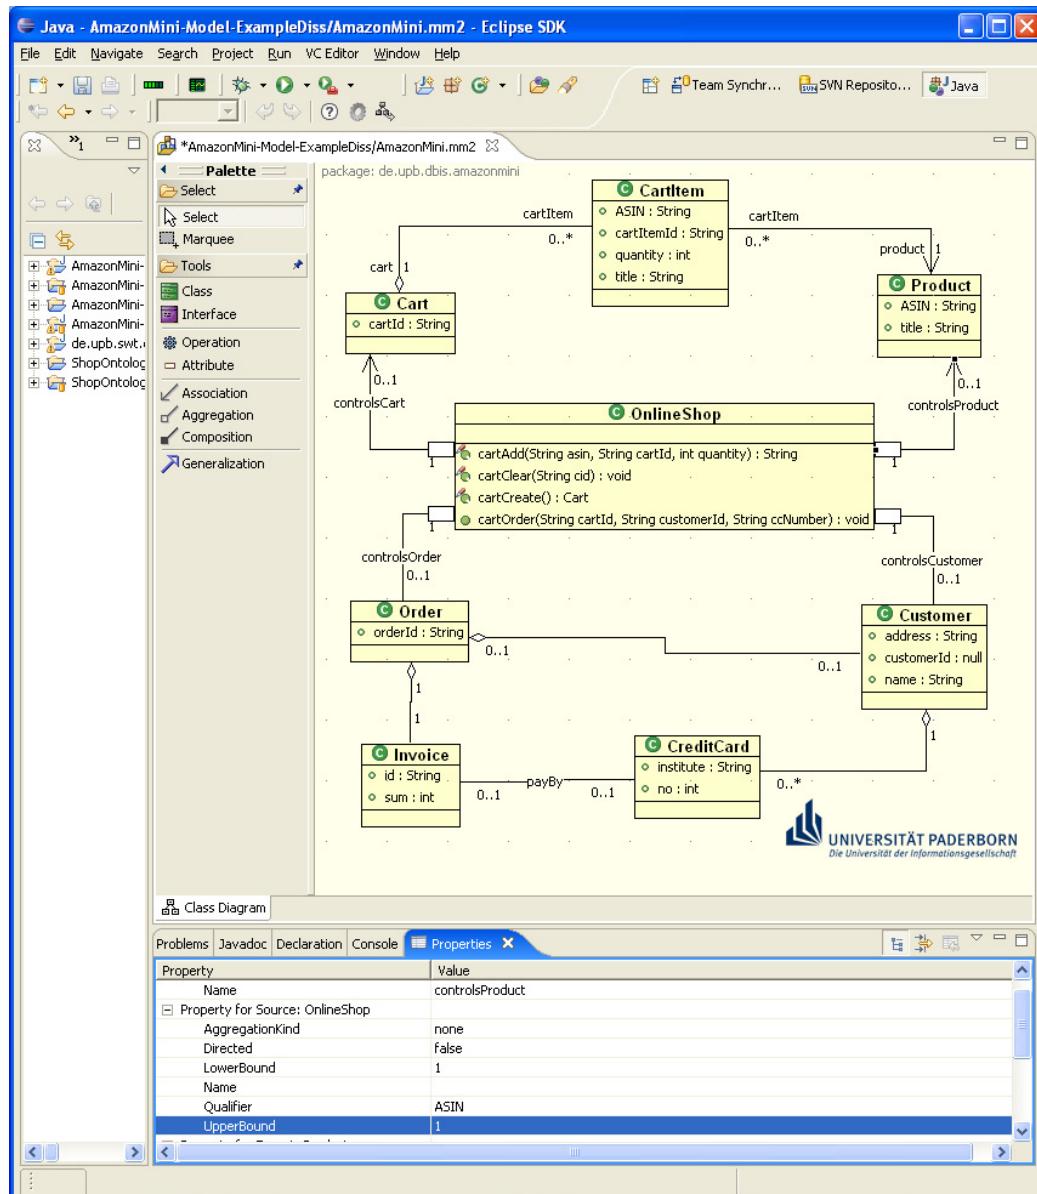 Java - AmazonMini-Model-ExampleDiss/AmazonMini.mm2 - Eclipse SDK
File Edit Navigate Search Project Run VC Editor Window Help
Team Synchr... SVN Reposito... Java
»1
*AmazonMini-Model-ExampleDiss/AmazonMini.mm2
AmazonMini-
AmazonMini-
AmazonMini-
AmazonMini-
de.upb.swt.
ShopOntolog
ShopOntolog
Palette
Select
Select
Marquee
Tools
Class
Interface
Operation
Attribute
Association
Aggregation
Composition
Generalization
package: de.upb.dbis.amazonmini
CartItem
ASIN : String
cartItemId : String
quantity : int
title : String
cartItem
0..*
cartItem
0..*
cart 1
product 1
Cart
cartId : String
Product
ASIN : String
title : String
0..1
controlsCart
0..1
controlsProduct
OnlineShop
cartAdd(String asin, String cartId, int quantity) : String
cartClear(String cid) : void
cartCreate() : Cart
cartOrder(String cartId, String customerId, String ccNumber) : void
1
1
1
1
controlsOrder
0..1
controlsCustomer
0..1
Order
orderId : String
Customer
address : String
customerId : null
name : String
0..1
0..1
1
1
1
Invoice
id : String
sum : int
CreditCard
institute : String
no : int
0..1
payBy
0..1
0..*
UNIVERSITÄT PADERBORN
Die Universität der Informationsgesellschaft
Class Diagram
Problems Javadoc Declaration Console Properties
Property Value
Name controlsProduct
Property for Source: OnlineShop
AggregationKind none
Directed false
LowerBound 1
Name
Qualifier ASIN
UpperBound 1